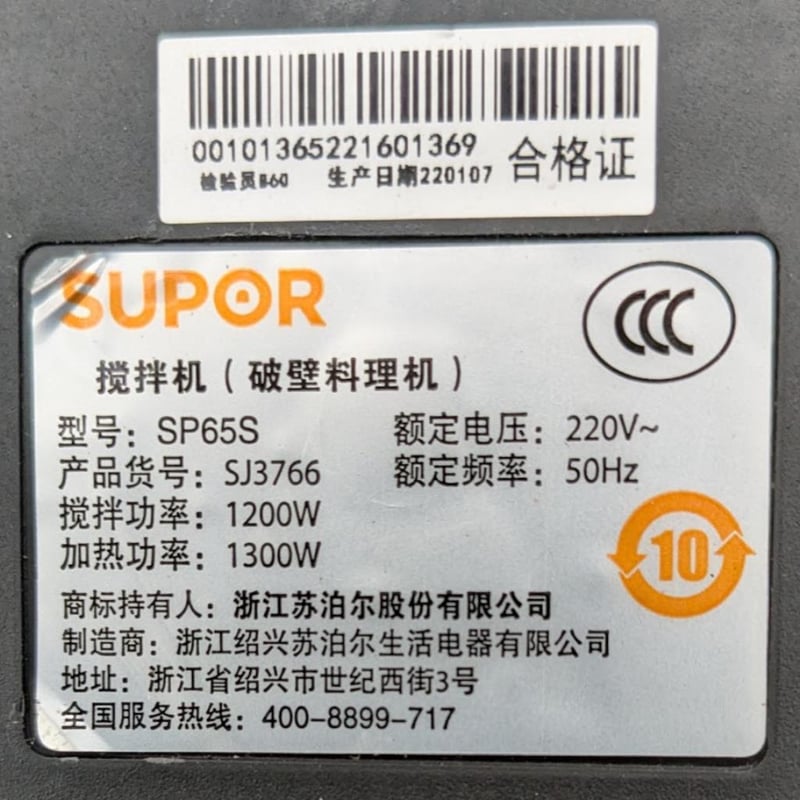 00101365221601369
合格证
检验员B60 生产日期220107
SUPOR
CCC
搅拌机（破壁料理机）
型号：SP65S 额定电压：220V~
产品货号：SJ3766 额定频率：50Hz
搅拌功率：1200W
加热功率：1300W
10
商标持有人：浙江苏泊尔股份有限公司
制造商：浙江绍兴苏泊尔生活电器有限公司
地址：浙江省绍兴市世纪西街3号
全国服务热线：400-8899-717